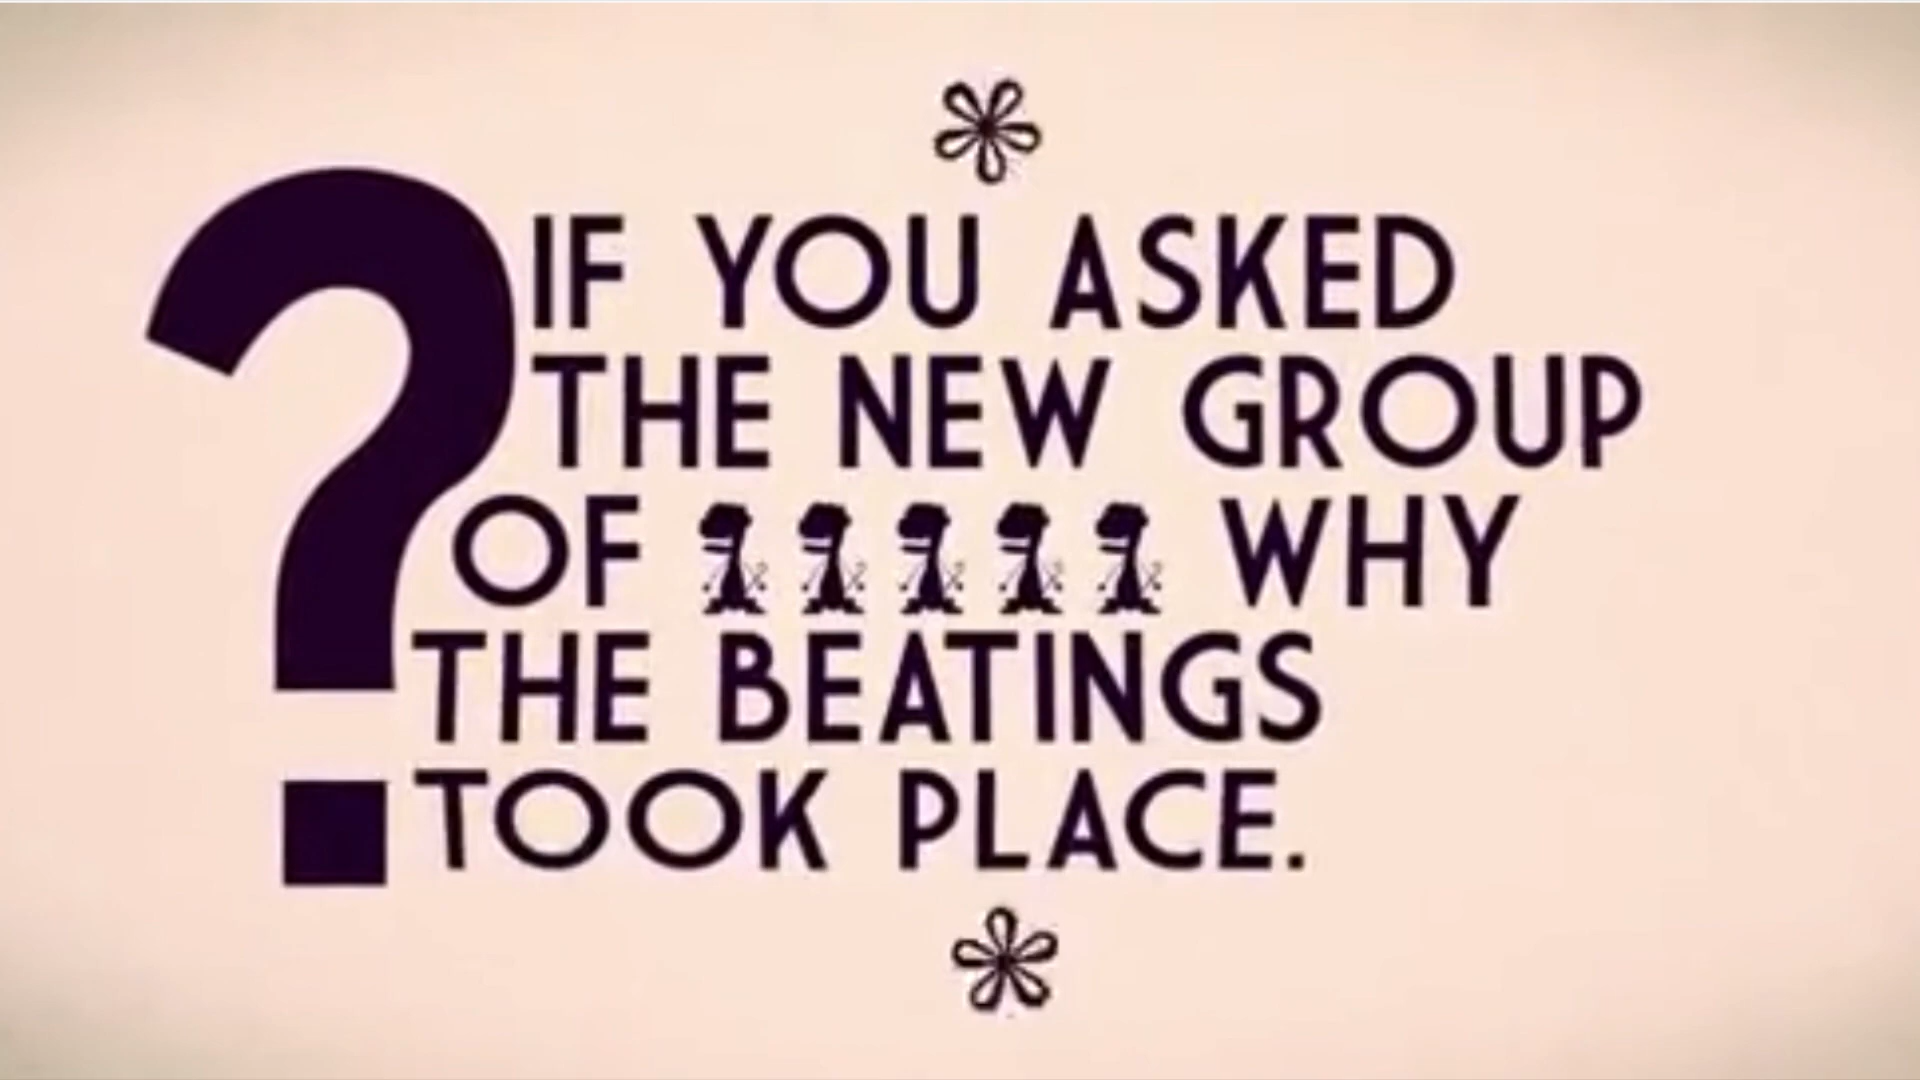 IF YOU ASKED
THE NEW GROUP
OF WHY
THE BEATINGS
TOOK PLACE.